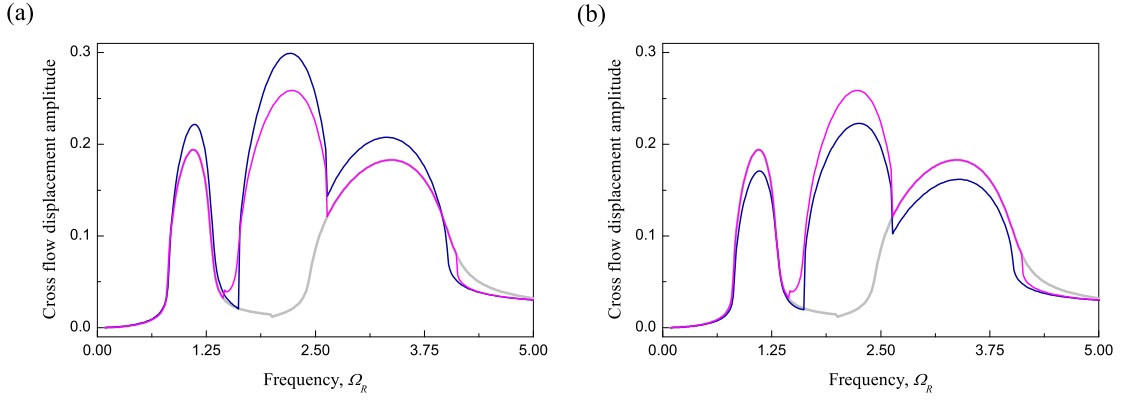 (a)
Cross flow displacement amplitude
0.3
0.2
0.1
0.0
0.00 1.25 2.50 3.75 5.00
Frequency, Ω_R
(b)
Cross flow displacement amplitude
0.3
0.2
0.1
0.0
0.00 1.25 2.50 3.75 5.00
Frequency, Ω_R